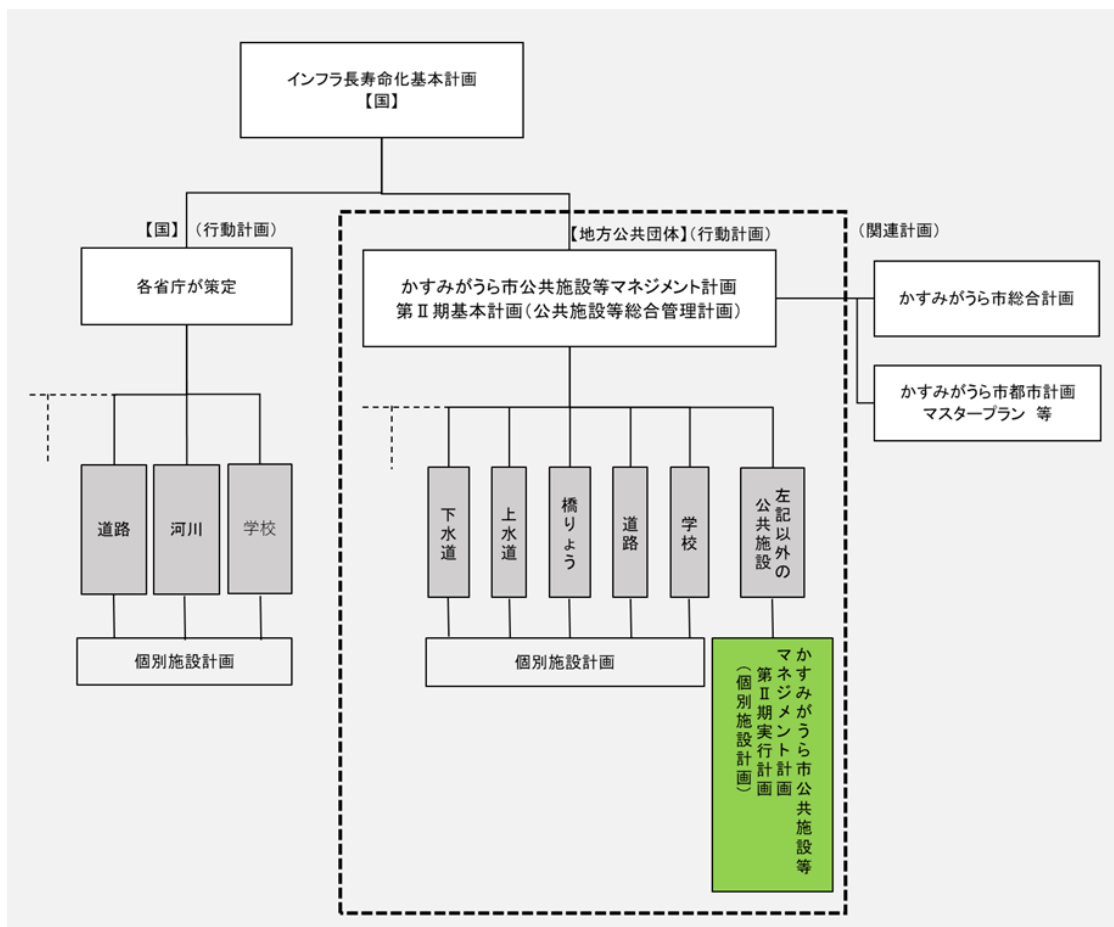 インフラ長寿命化基本計画
【国】
【国】 (行動計画)
【地方公共団体】(行動計画)
(関連計画)
各省庁が策定
かすみがうら市公共施設等マネジメント計画
第Ⅱ期基本計画(公共施設等総合管理計画)
かすみがうら市総合計画
かすみがうら市都市計画
マスタープラン 等
道路
河川
学校
下水道
上水道
橋りょう
道路
学校
左記以外の
公共施設
個別施設計画
個別施設計画
かすみがうら市公共施設等
マネジメント計画
第Ⅱ期実行計画
(個別施設計画)